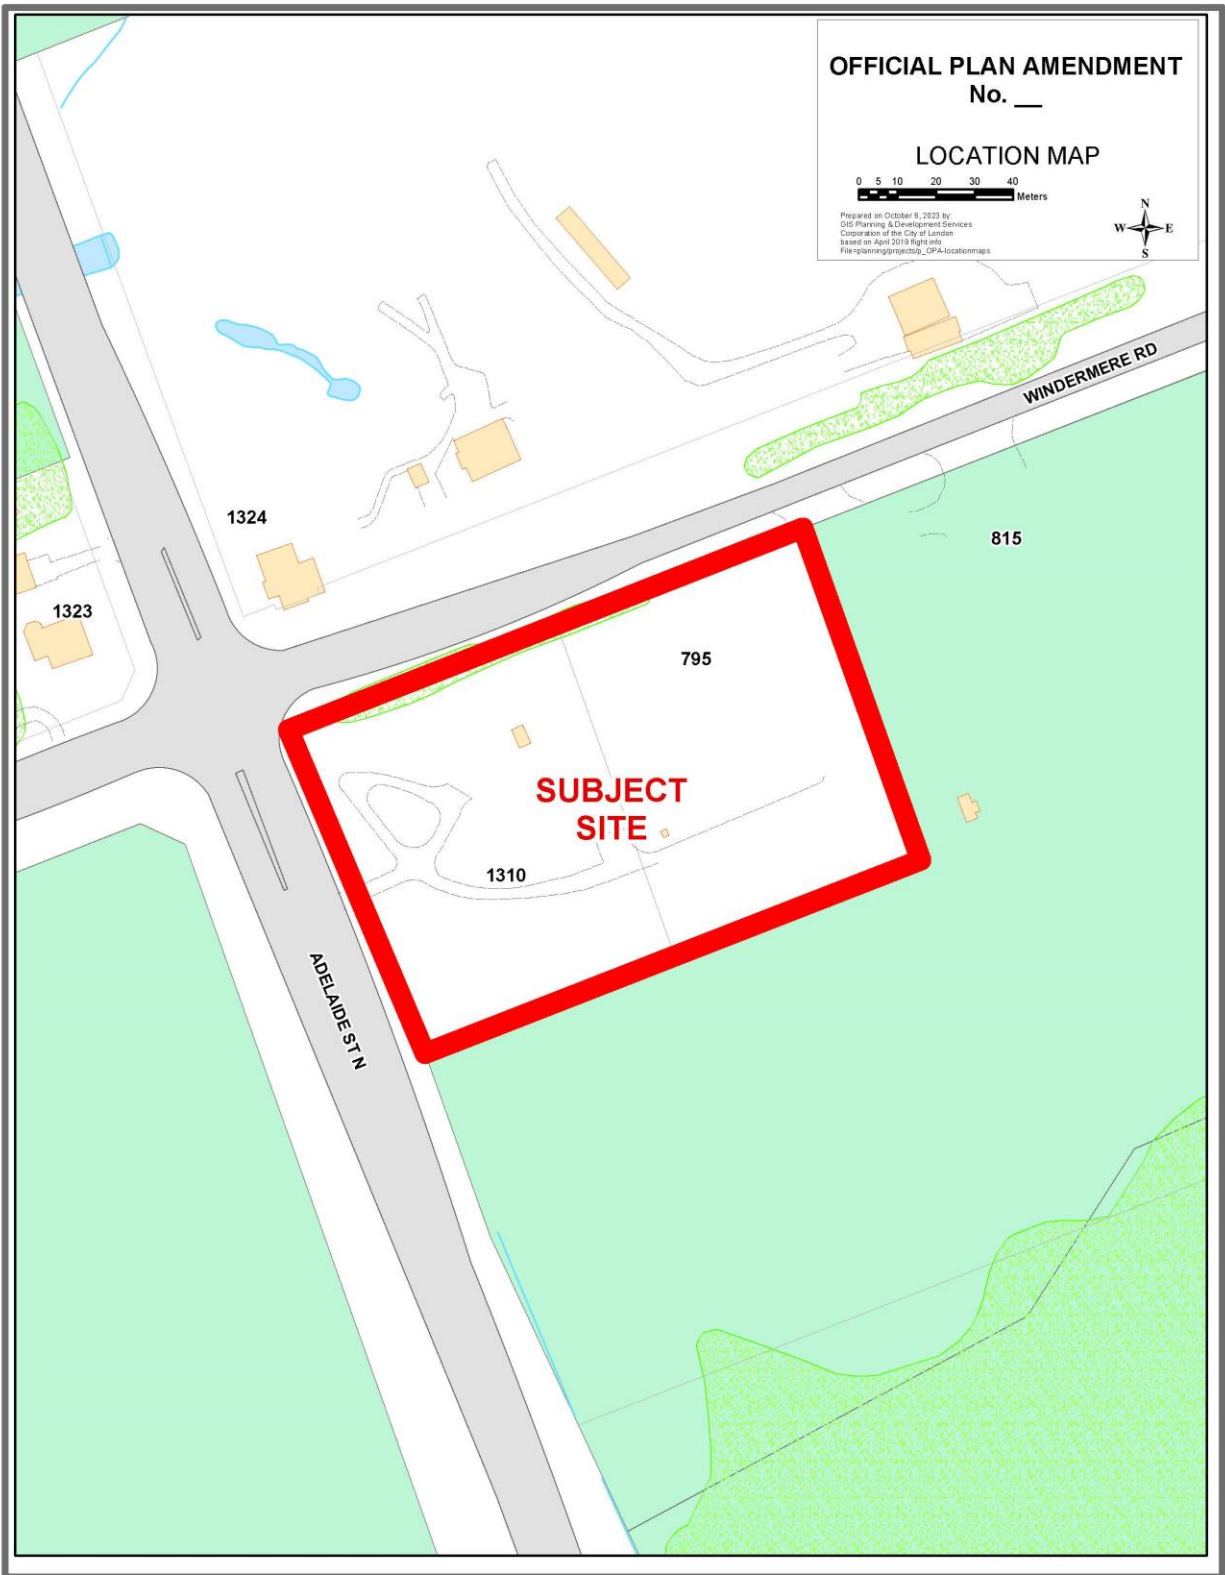 OFFICIAL PLAN AMENDMENT
No. __
LOCATION MAP
0 5 10 20 30 40
Meters
Prepared on October 6, 2023 by:
GIS Planning & Development Services
Corporation of the City of London
based on April 2019 flight info
File=planning/projects/p_OPA-locationmaps
N
W E
S
WINDERMERE RD
1324
815
1323
795
SUBJECT
SITE
1310
ADELAIDE ST N